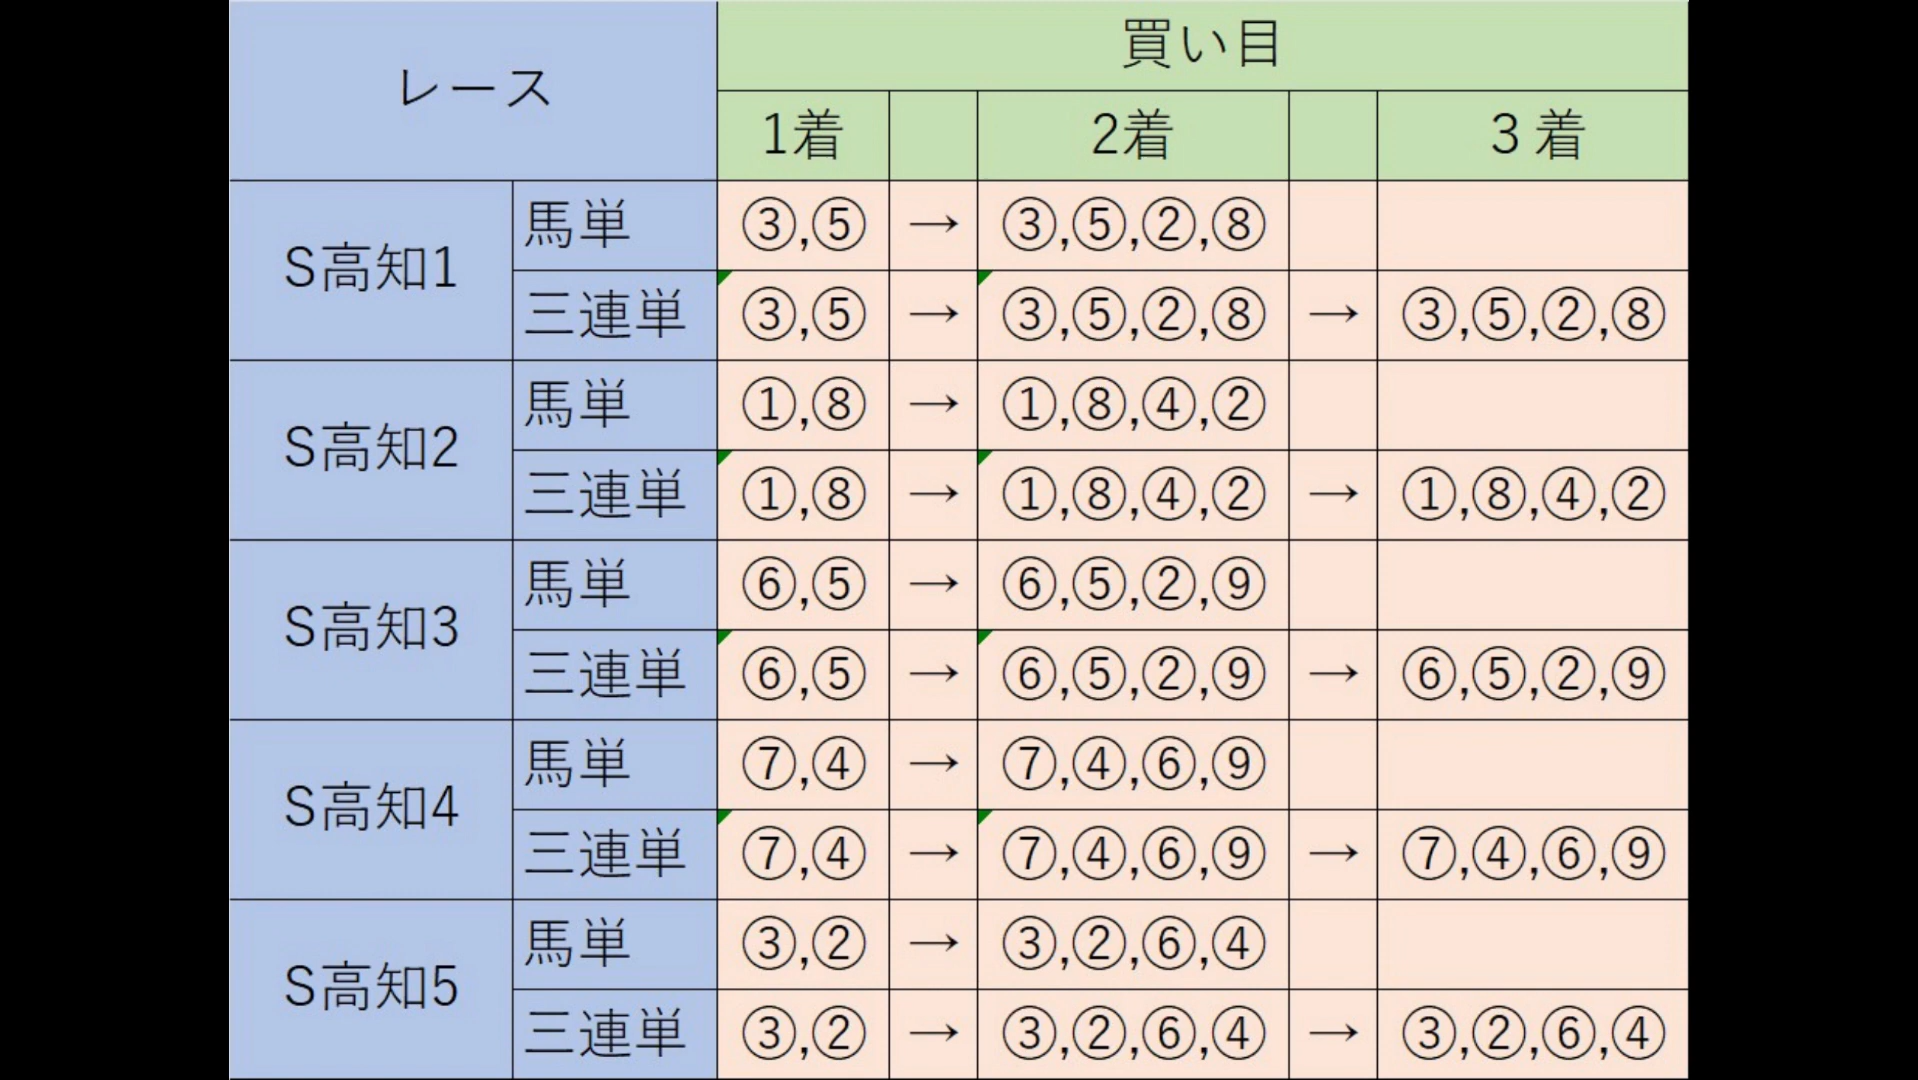 レース 買い目
1着 2着 3着
S高知1 馬単 ③,⑤ → ③,⑤,②,⑧
三連単 ③,⑤ → ③,⑤,②,⑧ → ③,⑤,②,⑧
S高知2 馬単 ①,⑧ → ①,⑧,④,②
三連単 ①,⑧ → ①,⑧,④,② → ①,⑧,④,②
S高知3 馬単 ⑥,⑤ → ⑥,⑤,②,⑨
三連単 ⑥,⑤ → ⑥,⑤,②,⑨ → ⑥,⑤,②,⑨
S高知4 馬単 ⑦,④ → ⑦,④,⑥,⑨
三連単 ⑦,④ → ⑦,④,⑥,⑨ → ⑦,④,⑥,⑨
S高知5 馬単 ③,② → ③,②,⑥,④
三連単 ③,② → ③,②,⑥,④ → ③,②,⑥,④